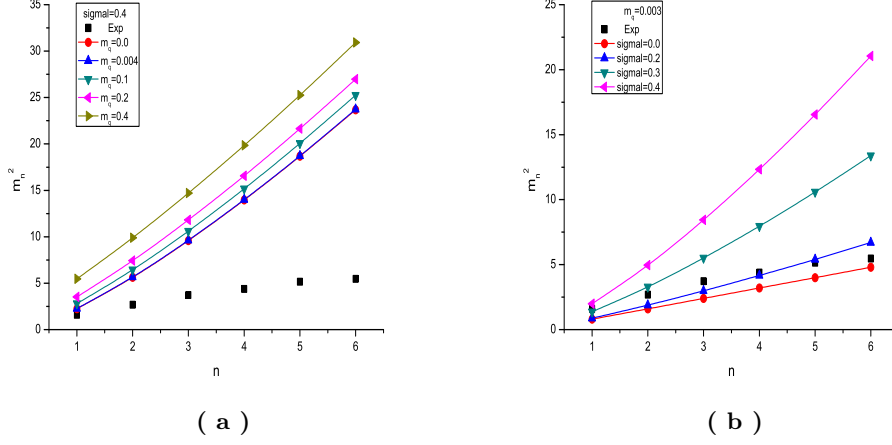 sigmal=0.4
Exp
m_q=0.0
m_q=0.004
m_q=0.1
m_q=0.2
m_q=0.4
35
30
25
20
15
10
5
0
m_n^2
1 2 3 4 5 6
n
( a )
m_q=0.003
Exp
sigmal=0.0
sigmal=0.2
sigmal=0.3
sigmal=0.4
25
20
15
10
5
0
m_n^2
1 2 3 4 5 6
n
( b )